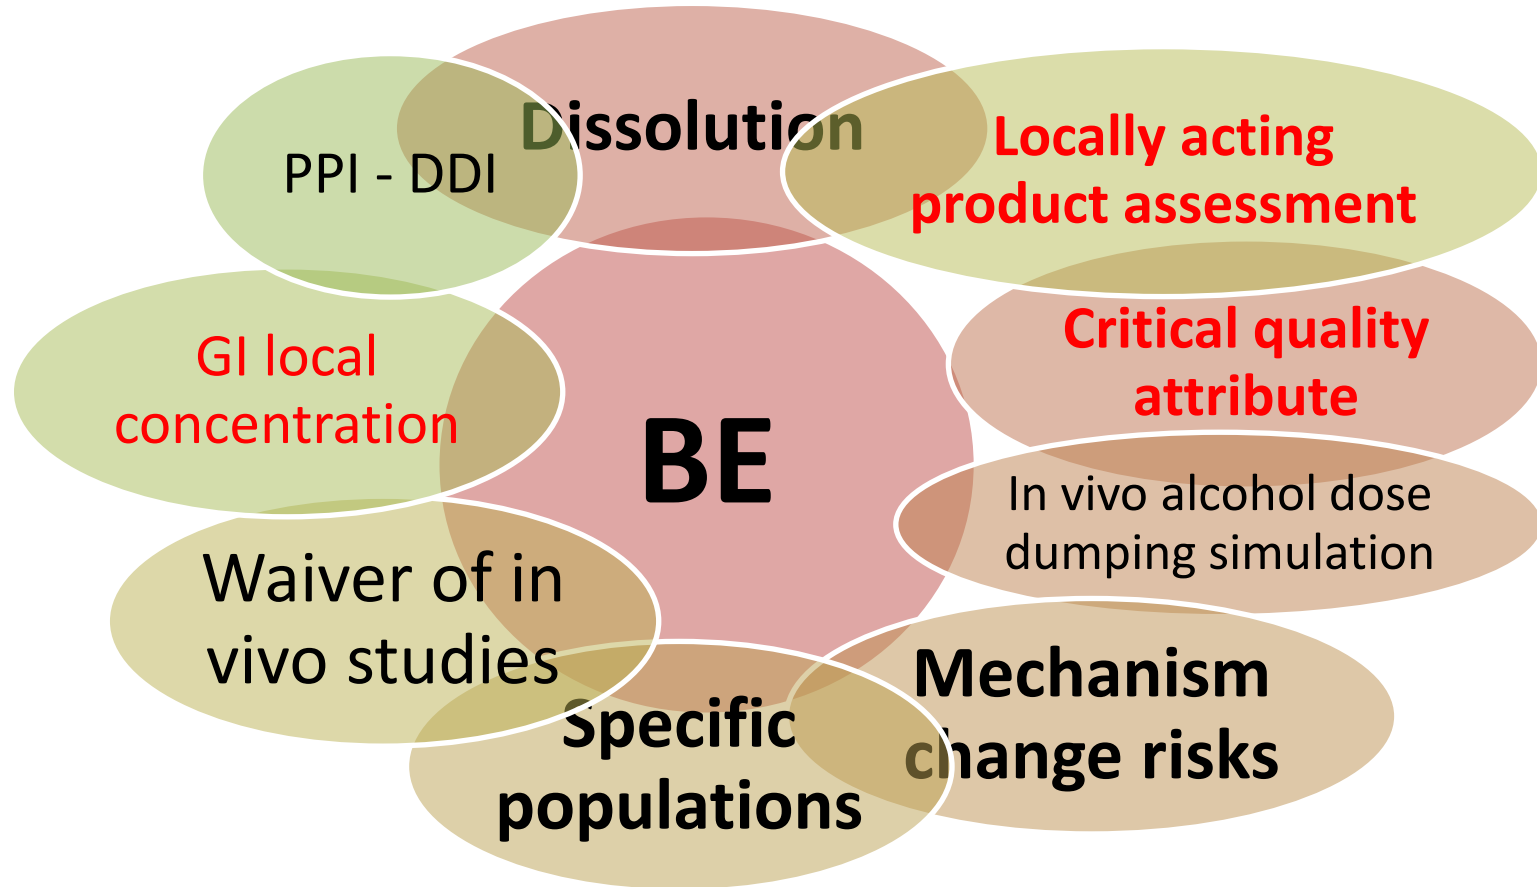 Dissolution
Locally acting
product assessment
PPI - DDI
Critical quality
attribute
GI local
concentration
BE
In vivo alcohol dose
dumping simulation
Waiver of in
vivo studies
Mechanism
change risks
Specific
populations